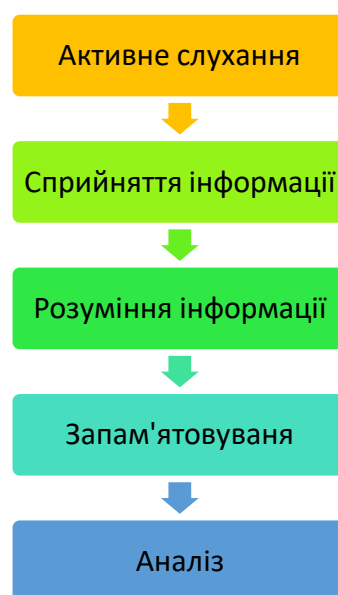 Активне слухання
Сприйняття інформації
Розуміння інформації
Запам'ятовуваня
Аналіз